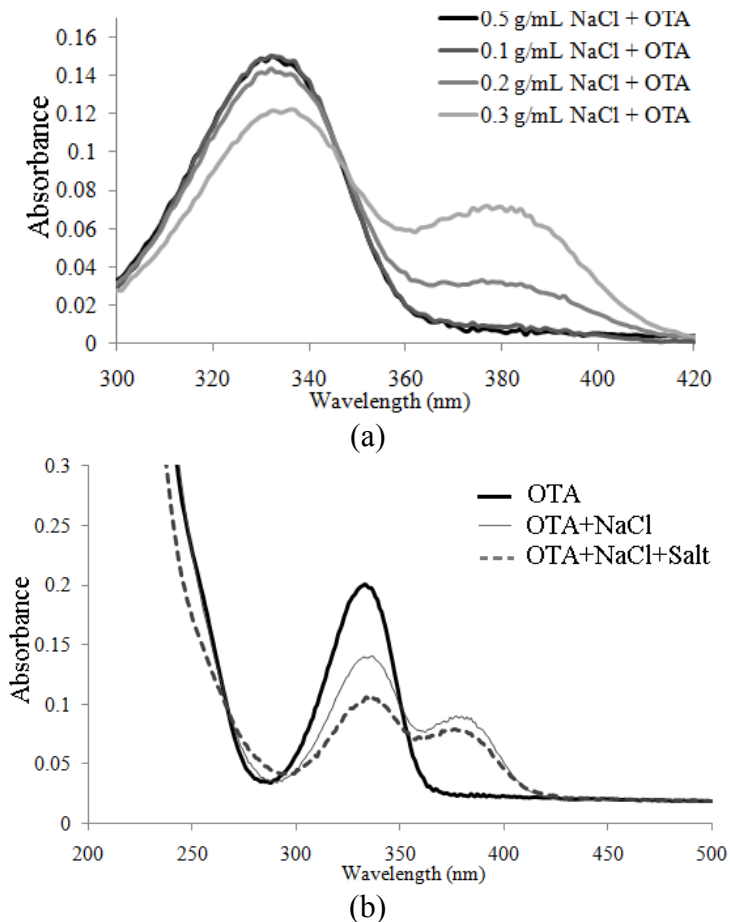 0.5 g/mL NaCl + OTA
0.1 g/mL NaCl + OTA
0.2 g/mL NaCl + OTA
0.3 g/mL NaCl + OTA
0.16
0.14
0.12
0.1
0.08
0.06
0.04
0.02
0
Absorbance
300 320 340 360 380 400 420
Wavelength (nm)
(a)
OTA
OTA+NaCl
OTA+NaCl+Salt
0.3
0.25
0.2
0.15
0.1
0.05
0
Absorbance
200 250 300 350 400 450 500
Wavelength (nm)
(b)